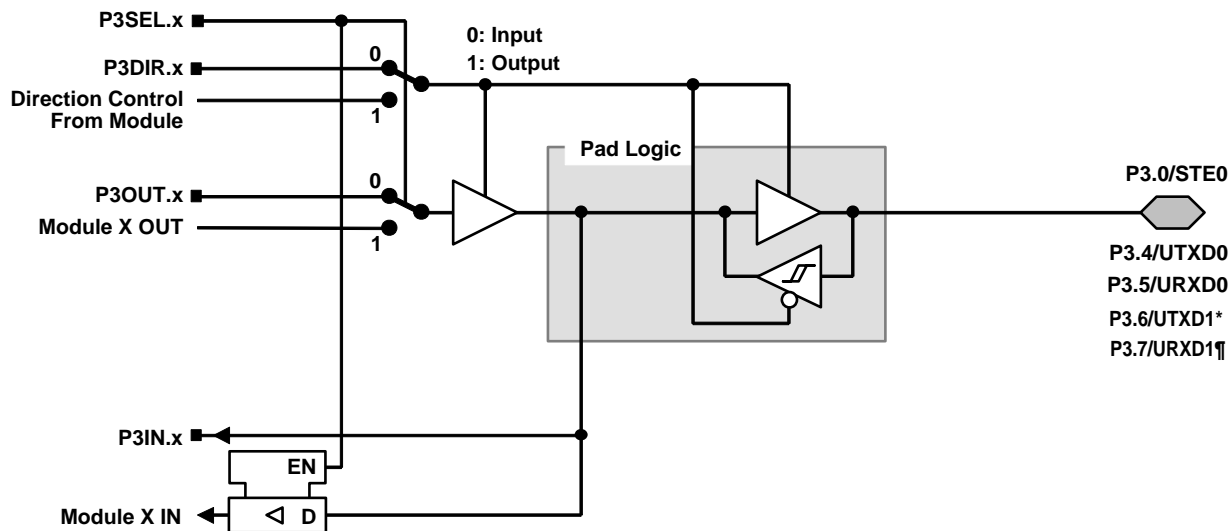 P3SEL.x
0: Input
1: Output
0
P3DIR.x
Direction Control
From Module
1
Pad Logic
P3.0/STE0
0
P3OUT.x
Module X OUT
1
P3.4/UTXD0
P3.5/URXD0
P3.6/UTXD1*
P3.7/URXD1¶
P3IN.x
EN
Module X IN
D